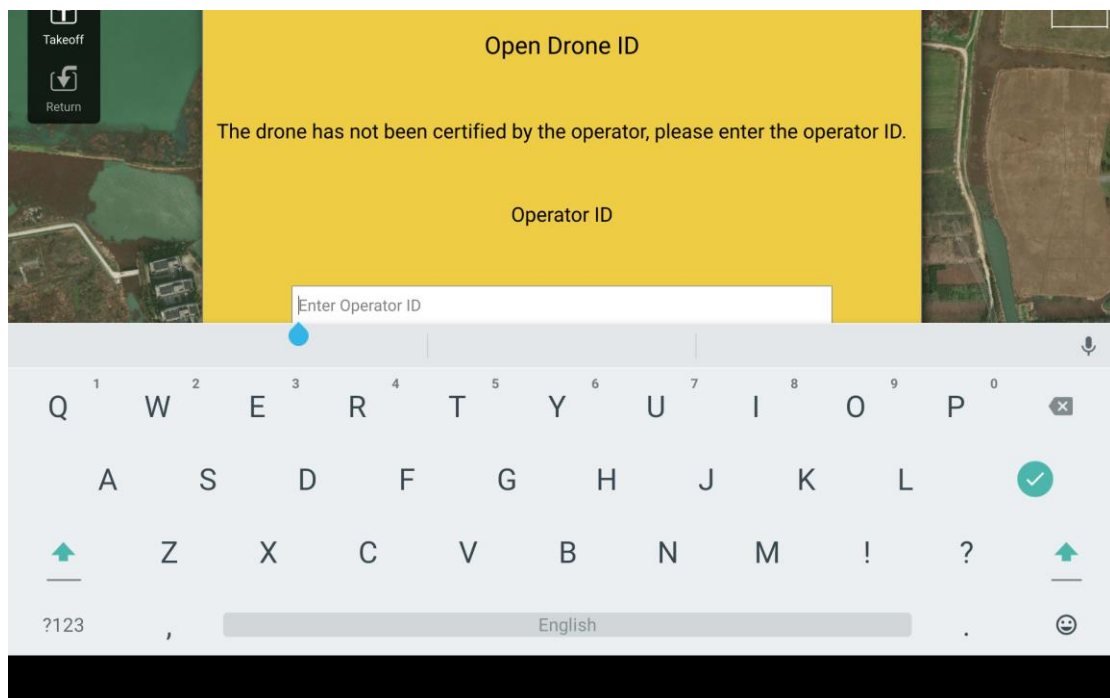 Takeoff
Return
Open Drone ID
The drone has not been certified by the operator, please enter the operator ID.
Operator ID
Enter Operator ID
1 2 3 4 5 6 7 8 9 0
Q W E R T Y U I O P
A S D F G H J K L
Z X C V B N M ! ?
?123 , English .